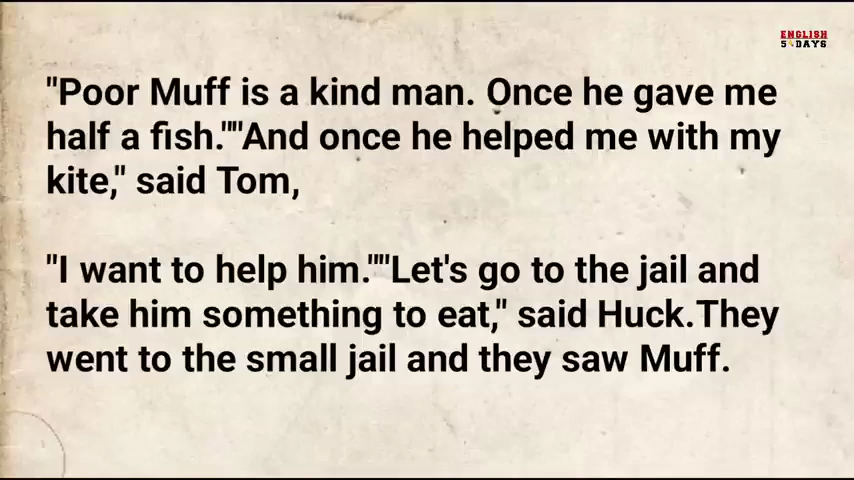 ENGLISH
5 DAYS
"Poor Muff is a kind man. Once he gave me
half a fish.""And once he helped me with my
kite," said Tom,
"I want to help him.""Let's go to the jail and
take him something to eat," said Huck.They
went to the small jail and they saw Muff.